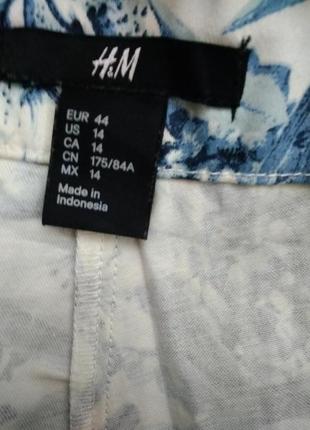 H&M
EUR 44
US 14
CA 14
CN 175/84A
MX 14
Made in
Indonesia